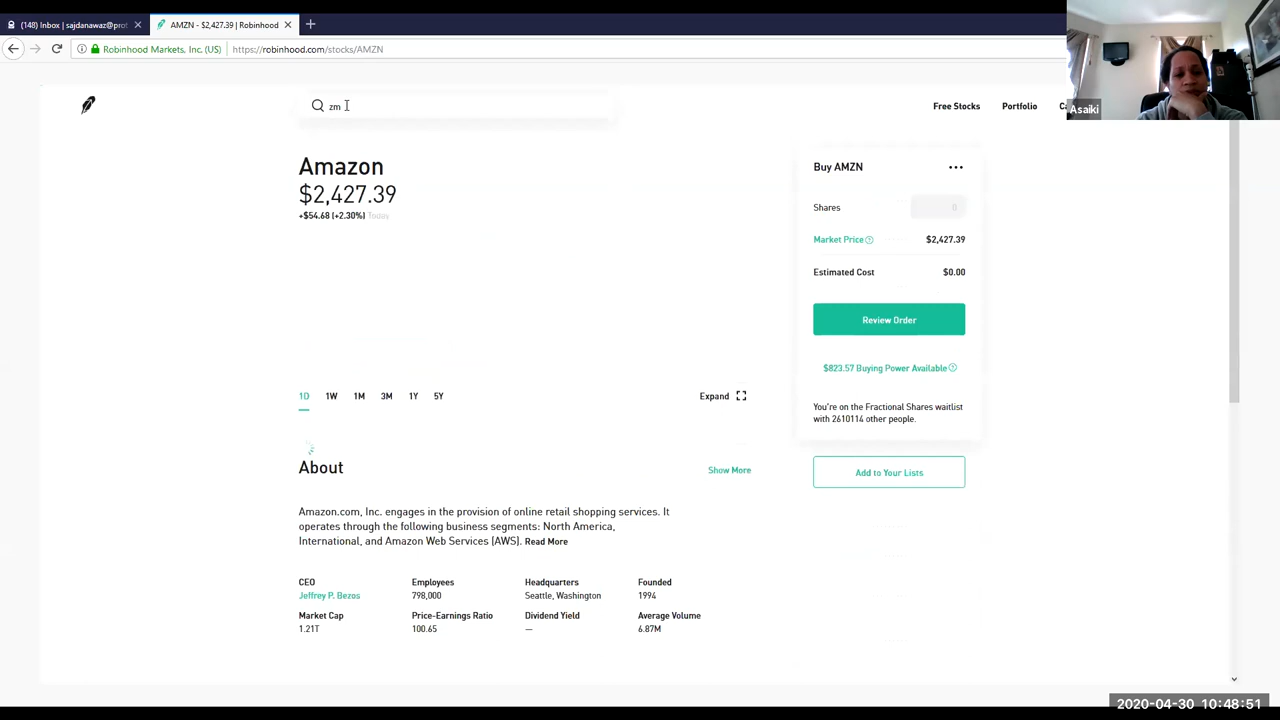 (148) Inbox | sajdanawaz@prot
AMZN - $2,427.39 | Robinhood
Robinhood Markets, Inc. (US)
https://robinhood.com/stocks/AMZN
zm
Free Stocks
Portfolio
Asaiki
Amazon
$2,427.39
+$54.68 (+2.30%) Today
Buy AMZN
Shares
0
Market Price
$2,427.39
Estimated Cost
$0.00
Review Order
$823.57 Buying Power Available
You're on the Fractional Shares waitlist
with 2610114 other people.
Add to Your Lists
1D 1W 1M 3M 1Y 5Y
Expand
About
Show More
Amazon.com, Inc. engages in the provision of online retail shopping services. It
operates through the following business segments: North America,
International, and Amazon Web Services (AWS). Read More
CEO
Jeffrey P. Bezos
Employees
798,000
Headquarters
Seattle, Washington
Founded
1994
Market Cap
1.21T
Price-Earnings Ratio
100.65
Dividend Yield
—
Average Volume
6.87M
2020-04-30 10:48:51